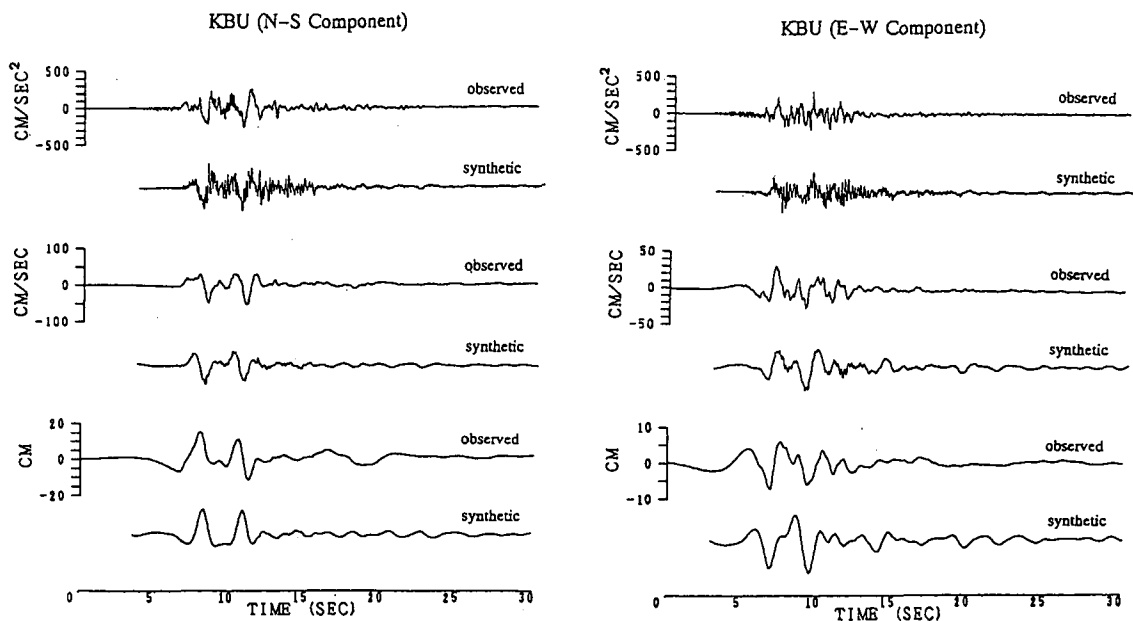 KBU (N-S Component)
500
0
-500
CM/SEC²
observed
synthetic
100
0
-100
CM/SEC
observed
synthetic
20
0
-20
CM
observed
synthetic
0 5 10 15 20 25 30
TIME (SEC)
KBU (E-W Component)
500
0
-500
CM/SEC²
observed
synthetic
50
0
-50
CM/SEC
observed
synthetic
10
0
-10
CM
observed
synthetic
0 5 10 15 20 25 30
TIME (SEC)